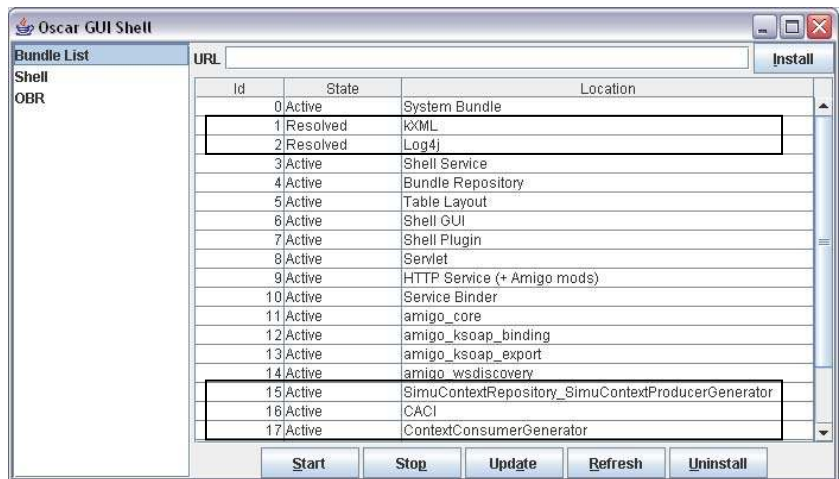 Oscar GUI Shell
Bundle List
Shell
OBR
URL
Install
Id State Location
0 Active System Bundle
1 Resolved kXML
2 Resolved Log4j
3 Active Shell Service
4 Active Bundle Repository
5 Active Table Layout
6 Active Shell GUI
7 Active Shell Plugin
8 Active Servlet
9 Active HTTP Service (+ Amigo mods)
10 Active Service Binder
11 Active amigo_core
12 Active amigo_ksoap_binding
13 Active amigo_ksoap_export
14 Active amigo_wsdiscovery
15 Active SimuContextRepository_SimuContextProducerGenerator
16 Active CACI
17 Active ContextConsumerGenerator
Start Stop Update Refresh Uninstall